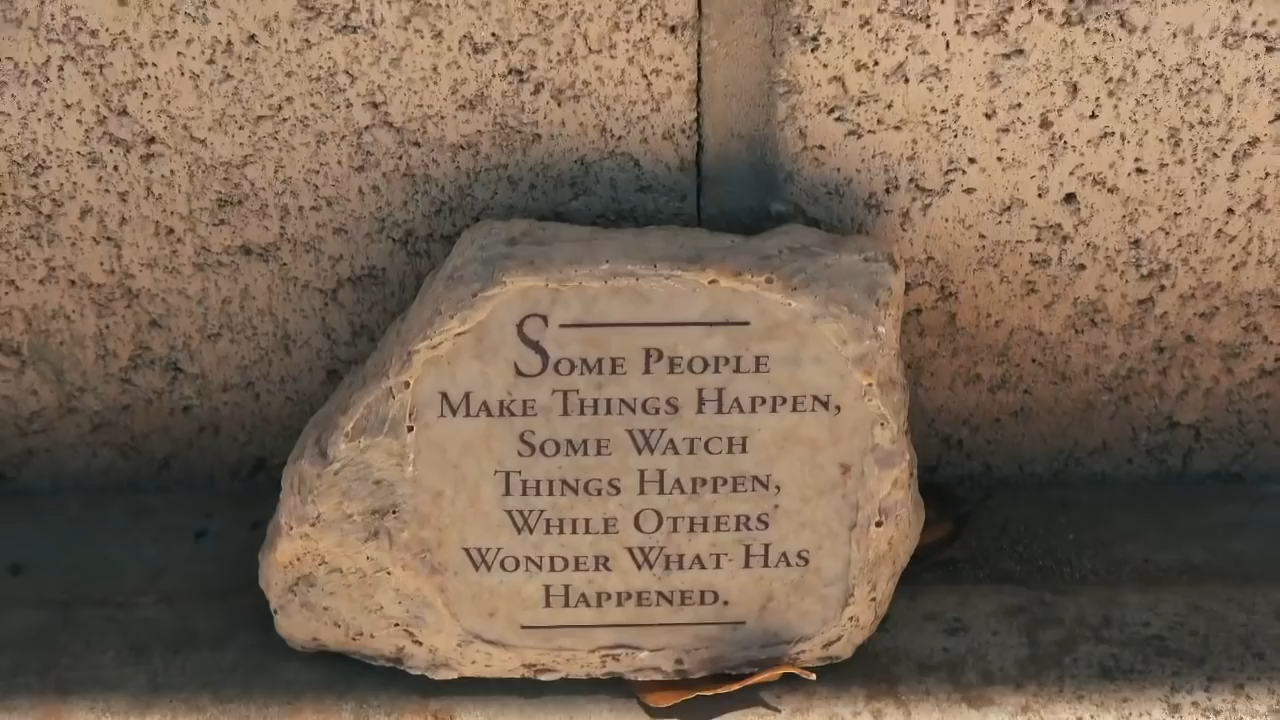 Some People
Make Things Happen,
Some Watch
Things Happen,
While Others
Wonder What Has
Happened.